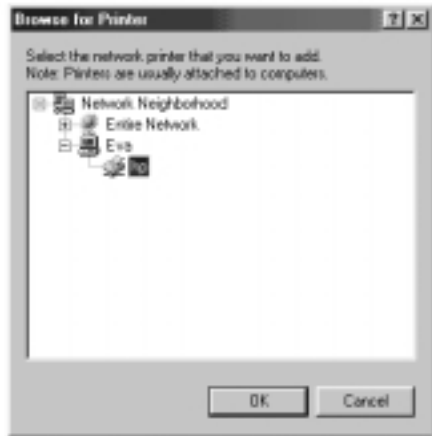 Browse for Printer
Select the network printer that you want to add.
Note: Printers are usually attached to computers.
Network Neighborhood
Entire Network
Eva
hp
OK
Cancel